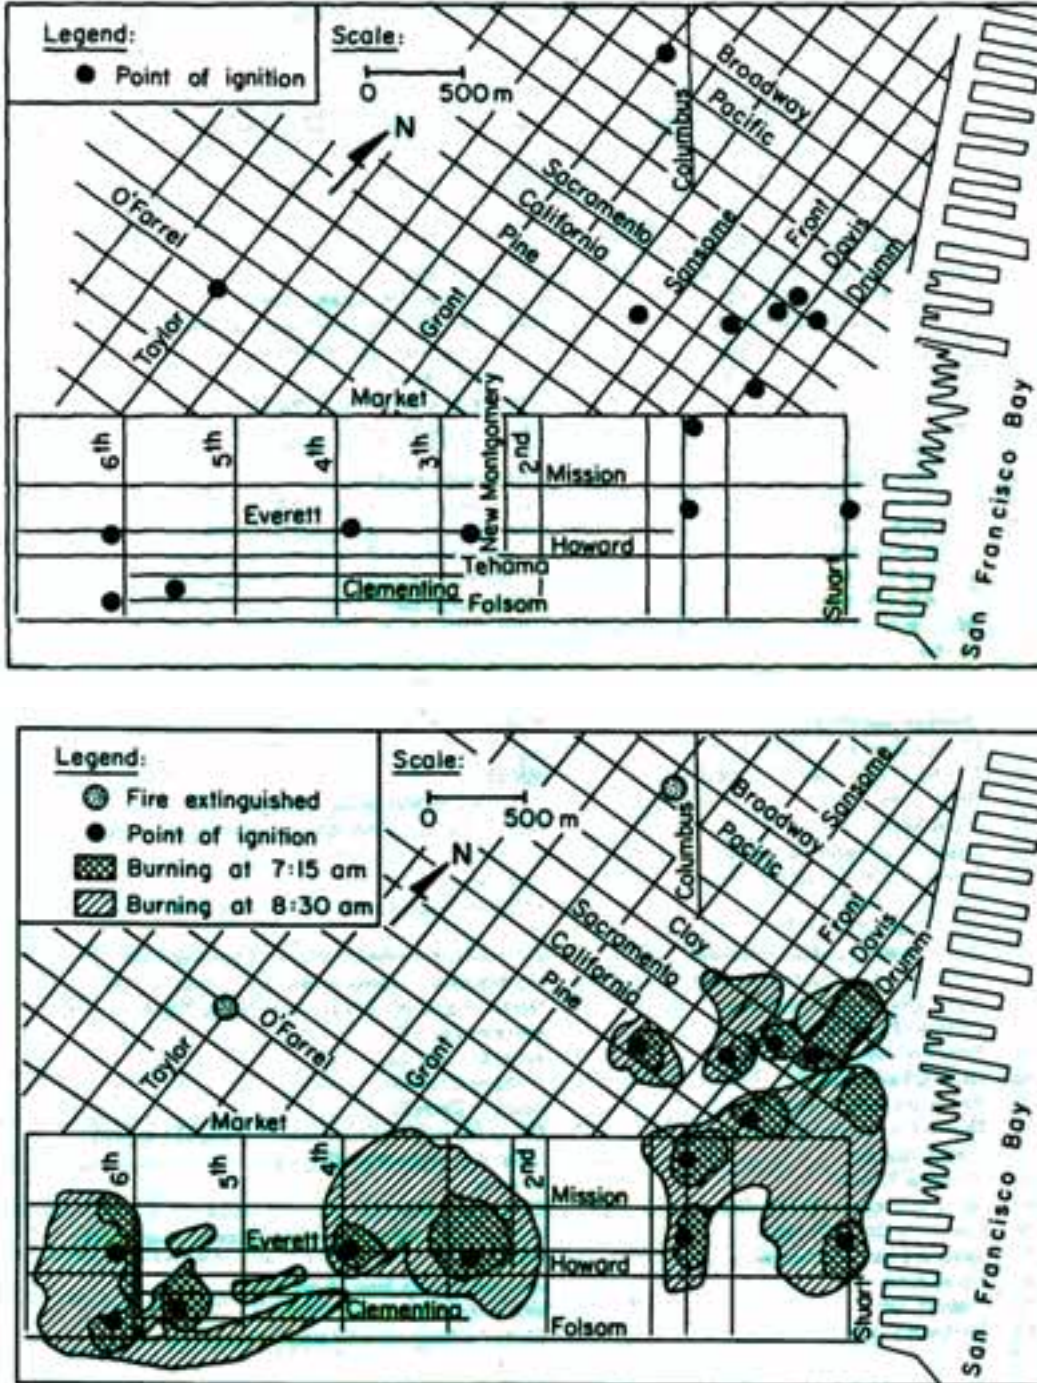 Legend:
Point of ignition
Scale:
0 500 m
N
Broadway
Pacific
Columbus
Sacramento
California
Pine
Sansome
Front
Davis
Drumm
O'Farrel
Taylor
Grant
Market
6th
5th
4th
3th
New Montgomery
2nd
Mission
Everett
Howard
Tehama
Clementina
Folsom
Stuart
San Francisco Bay
Legend:
Fire extinguished
Point of ignition
Burning at 7:15 am
Burning at 8:30 am
Scale:
0 500 m
N
Columbus
Broadway
Pacific
Sansome
Sacramento
California
Pine
Clay
Front
Davis
Drumm
Taylor
O'Farrel
Grant
Market
6th
5th
4th
2nd
Mission
Everett
Howard
Clementina
Folsom
Stuart
San Francisco Bay